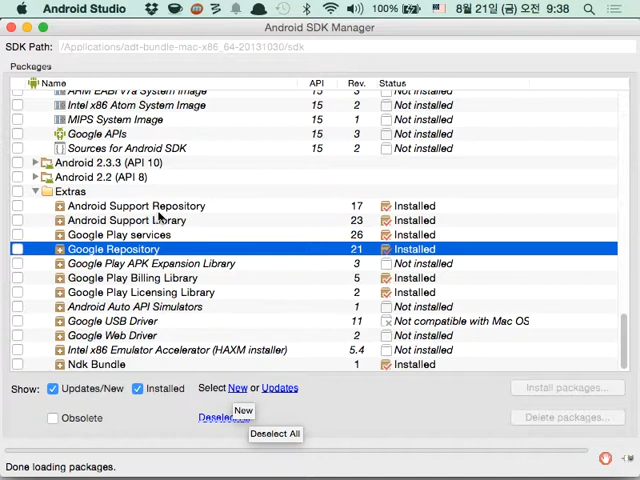 Android Studio 100% 8월 21일 (금) 오전 9:38
Android SDK Manager
SDK Path: /Applications/adt-bundle-mac-x86_64-20131030/sdk
Packages
Name API Rev. Status
ARM EABI v7a System Image 15 3 Not installed
Intel x86 Atom System Image 15 2 Not installed
MIPS System Image 15 1 Not installed
Google APIs 15 3 Not installed
Sources for Android SDK 15 2 Not installed
Android 2.3.3 (API 10)
Android 2.2 (API 8)
Extras
Android Support Repository 17 Installed
Android Support Library 23 Installed
Google Play services 26 Installed
Google Repository 21 Installed
Google Play APK Expansion Library 3 Not installed
Google Play Billing Library 5 Installed
Google Play Licensing Library 2 Installed
Android Auto API Simulators 1 Not installed
Google USB Driver 11 Not compatible with Mac OS
Google Web Driver 2 Not installed
Intel x86 Emulator Accelerator (HAXM installer) 5.4 Not installed
Ndk Bundle 1 Installed
Show: Updates/New Installed Select New or Updates Install packages...
New
Obsolete Delete packages...
Deselect All
Done loading packages.